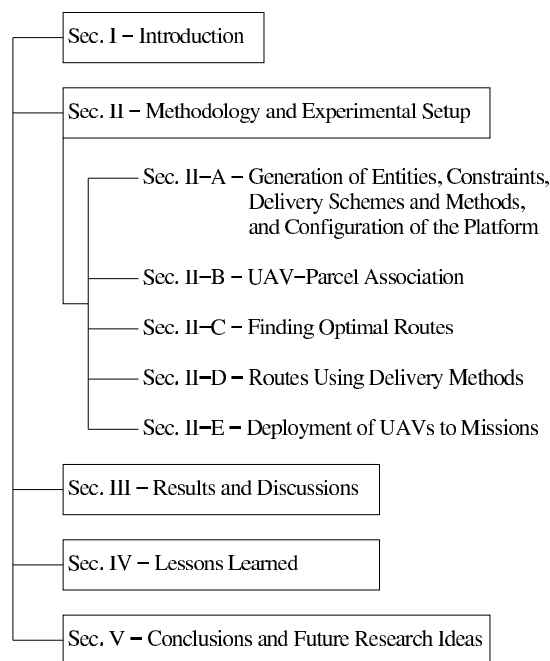 Sec. I – Introduction
Sec. II – Methodology and Experimental Setup
Sec. II–A – Generation of Entities, Constraints,
Delivery Schemes and Methods,
and Configuration of the Platform
Sec. II–B – UAV–Parcel Association
Sec. II–C – Finding Optimal Routes
Sec. II–D – Routes Using Delivery Methods
Sec. II–E – Deployment of UAVs to Missions
Sec. III – Results and Discussions
Sec. IV – Lessons Learned
Sec. V – Conclusions and Future Research Ideas